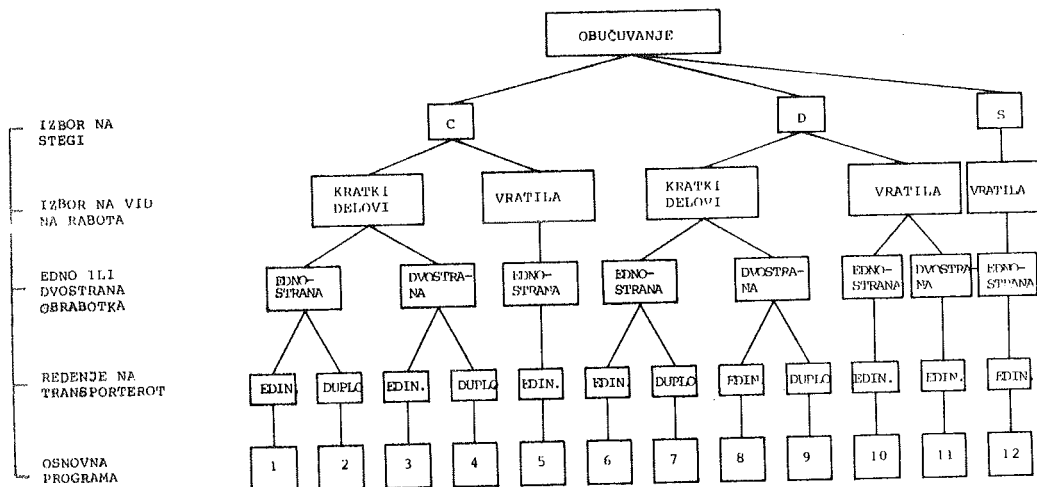 OBUČUVANJE
IZBOR NA
STEGI
C
D
S
IZBOR NA VID
NA RABOTA
KRATKI
DELOVI
VRATILA
KRATKI
DELOVI
VRATILA
VRATILA
EDNO ILI
DVOSTRANA
OBRABOTKA
EDNO-
STRANA
DVOSTRA-
NA
EDNO-
STRANA
EDNO-
STRANA
DVOSTRA-
NA
EDNO-
STRANA
DVOSTRA-
NA
EDNO-
STRANA
REDENJE NA
TRANSPORTEROT
EDIN.
DUPLO
EDIN.
DUPLO
EDIN.
EDIN.
DUPLO
EDIN
DUPLO
EDIN.
EDIN.
EDIN.
OSNOVNA
PROGRAMA
1
2
3
4
5
6
7
8
9
10
11
12